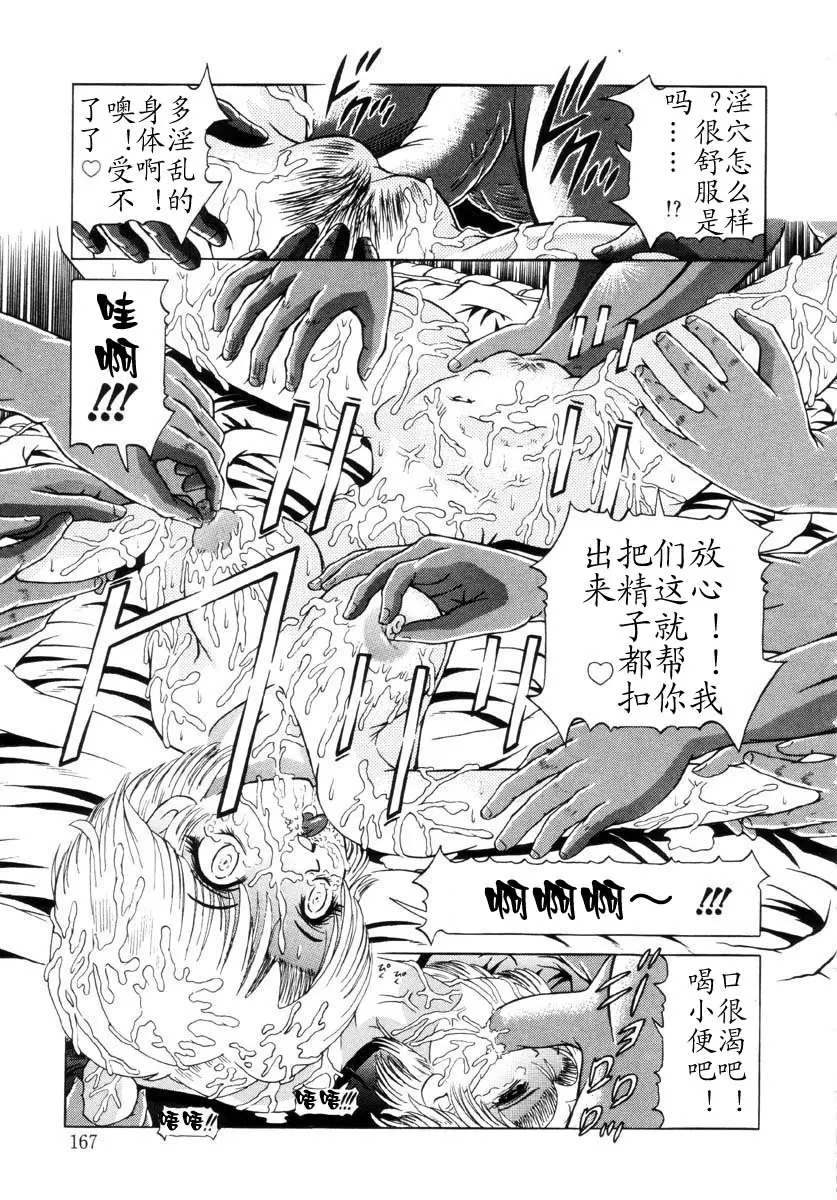 淫穴怎么样
？很舒服是
吗……!?
多淫乱的
身体啊！
噢！受不
了了♡
哇啊!!!
放心！！我
们这就帮你
把精子都扣
出来♡
啊啊啊～!!!
口很渴吧！
喝小便吧！
唔唔!!!
唔唔!!
167